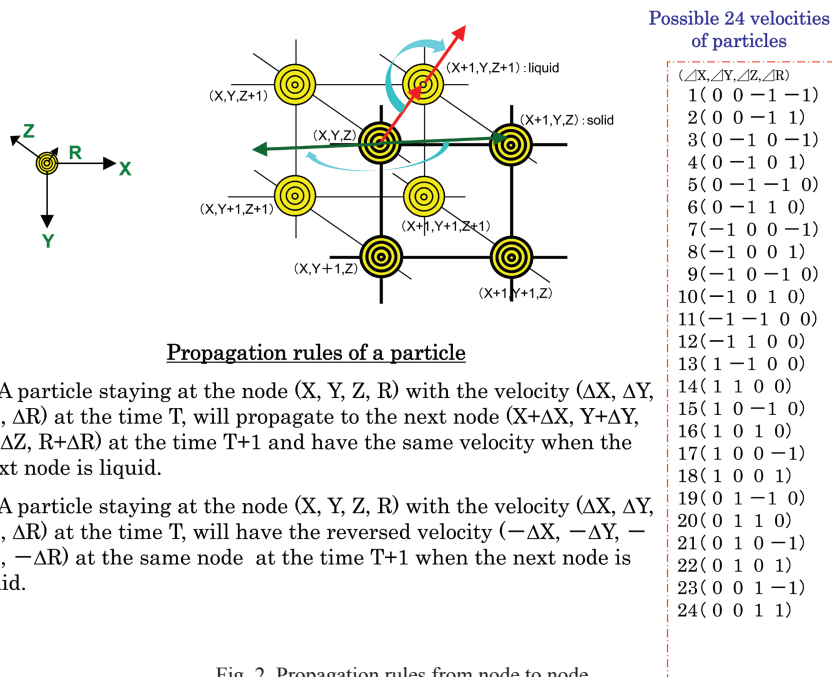 Possible 24 velocities
of particles
(⊿X,⊿Y,⊿Z,⊿R)
1( 0 0 −1 −1)
2( 0 0 −1 1)
3( 0 −1 0 −1)
4( 0 −1 0 1)
5( 0 −1 −1 0)
6( 0 −1 1 0)
7(−1 0 0 −1)
8(−1 0 0 1)
9(−1 0 −1 0)
10(−1 0 1 0)
11(−1 −1 0 0)
12(−1 1 0 0)
13( 1 −1 0 0)
14( 1 1 0 0)
15( 1 0 −1 0)
16( 1 0 1 0)
17( 1 0 0 −1)
18( 1 0 0 1)
19( 0 1 −1 0)
20( 0 1 1 0)
21( 0 1 0 −1)
22( 0 1 0 1)
23( 0 0 1 −1)
24( 0 0 1 1)
Z
R
X
Y
(X+1,Y,Z+1) : liquid
(X,Y,Z+1)
(X+1,Y,Z) : solid
(X,Y,Z)
(X,Y+1,Z+1)
(X+1,Y+1,Z+1)
(X,Y+1,Z)
(X+1,Y+1,Z)
Propagation rules of a particle
A particle staying at the node (X, Y, Z, R) with the velocity (ΔX, ΔY,
, ΔR) at the time T, will propagate to the next node (X+ΔX, Y+ΔY,
ΔZ, R+ΔR) at the time T+1 and have the same velocity when the
xt node is liquid.
A particle staying at the node (X, Y, Z, R) with the velocity (ΔX, ΔY,
, ΔR) at the time T, will have the reversed velocity (−ΔX, −ΔY, −
, −ΔR) at the same node at the time T+1 when the next node is
id.
Fig. 2 Propagation rules from node to node